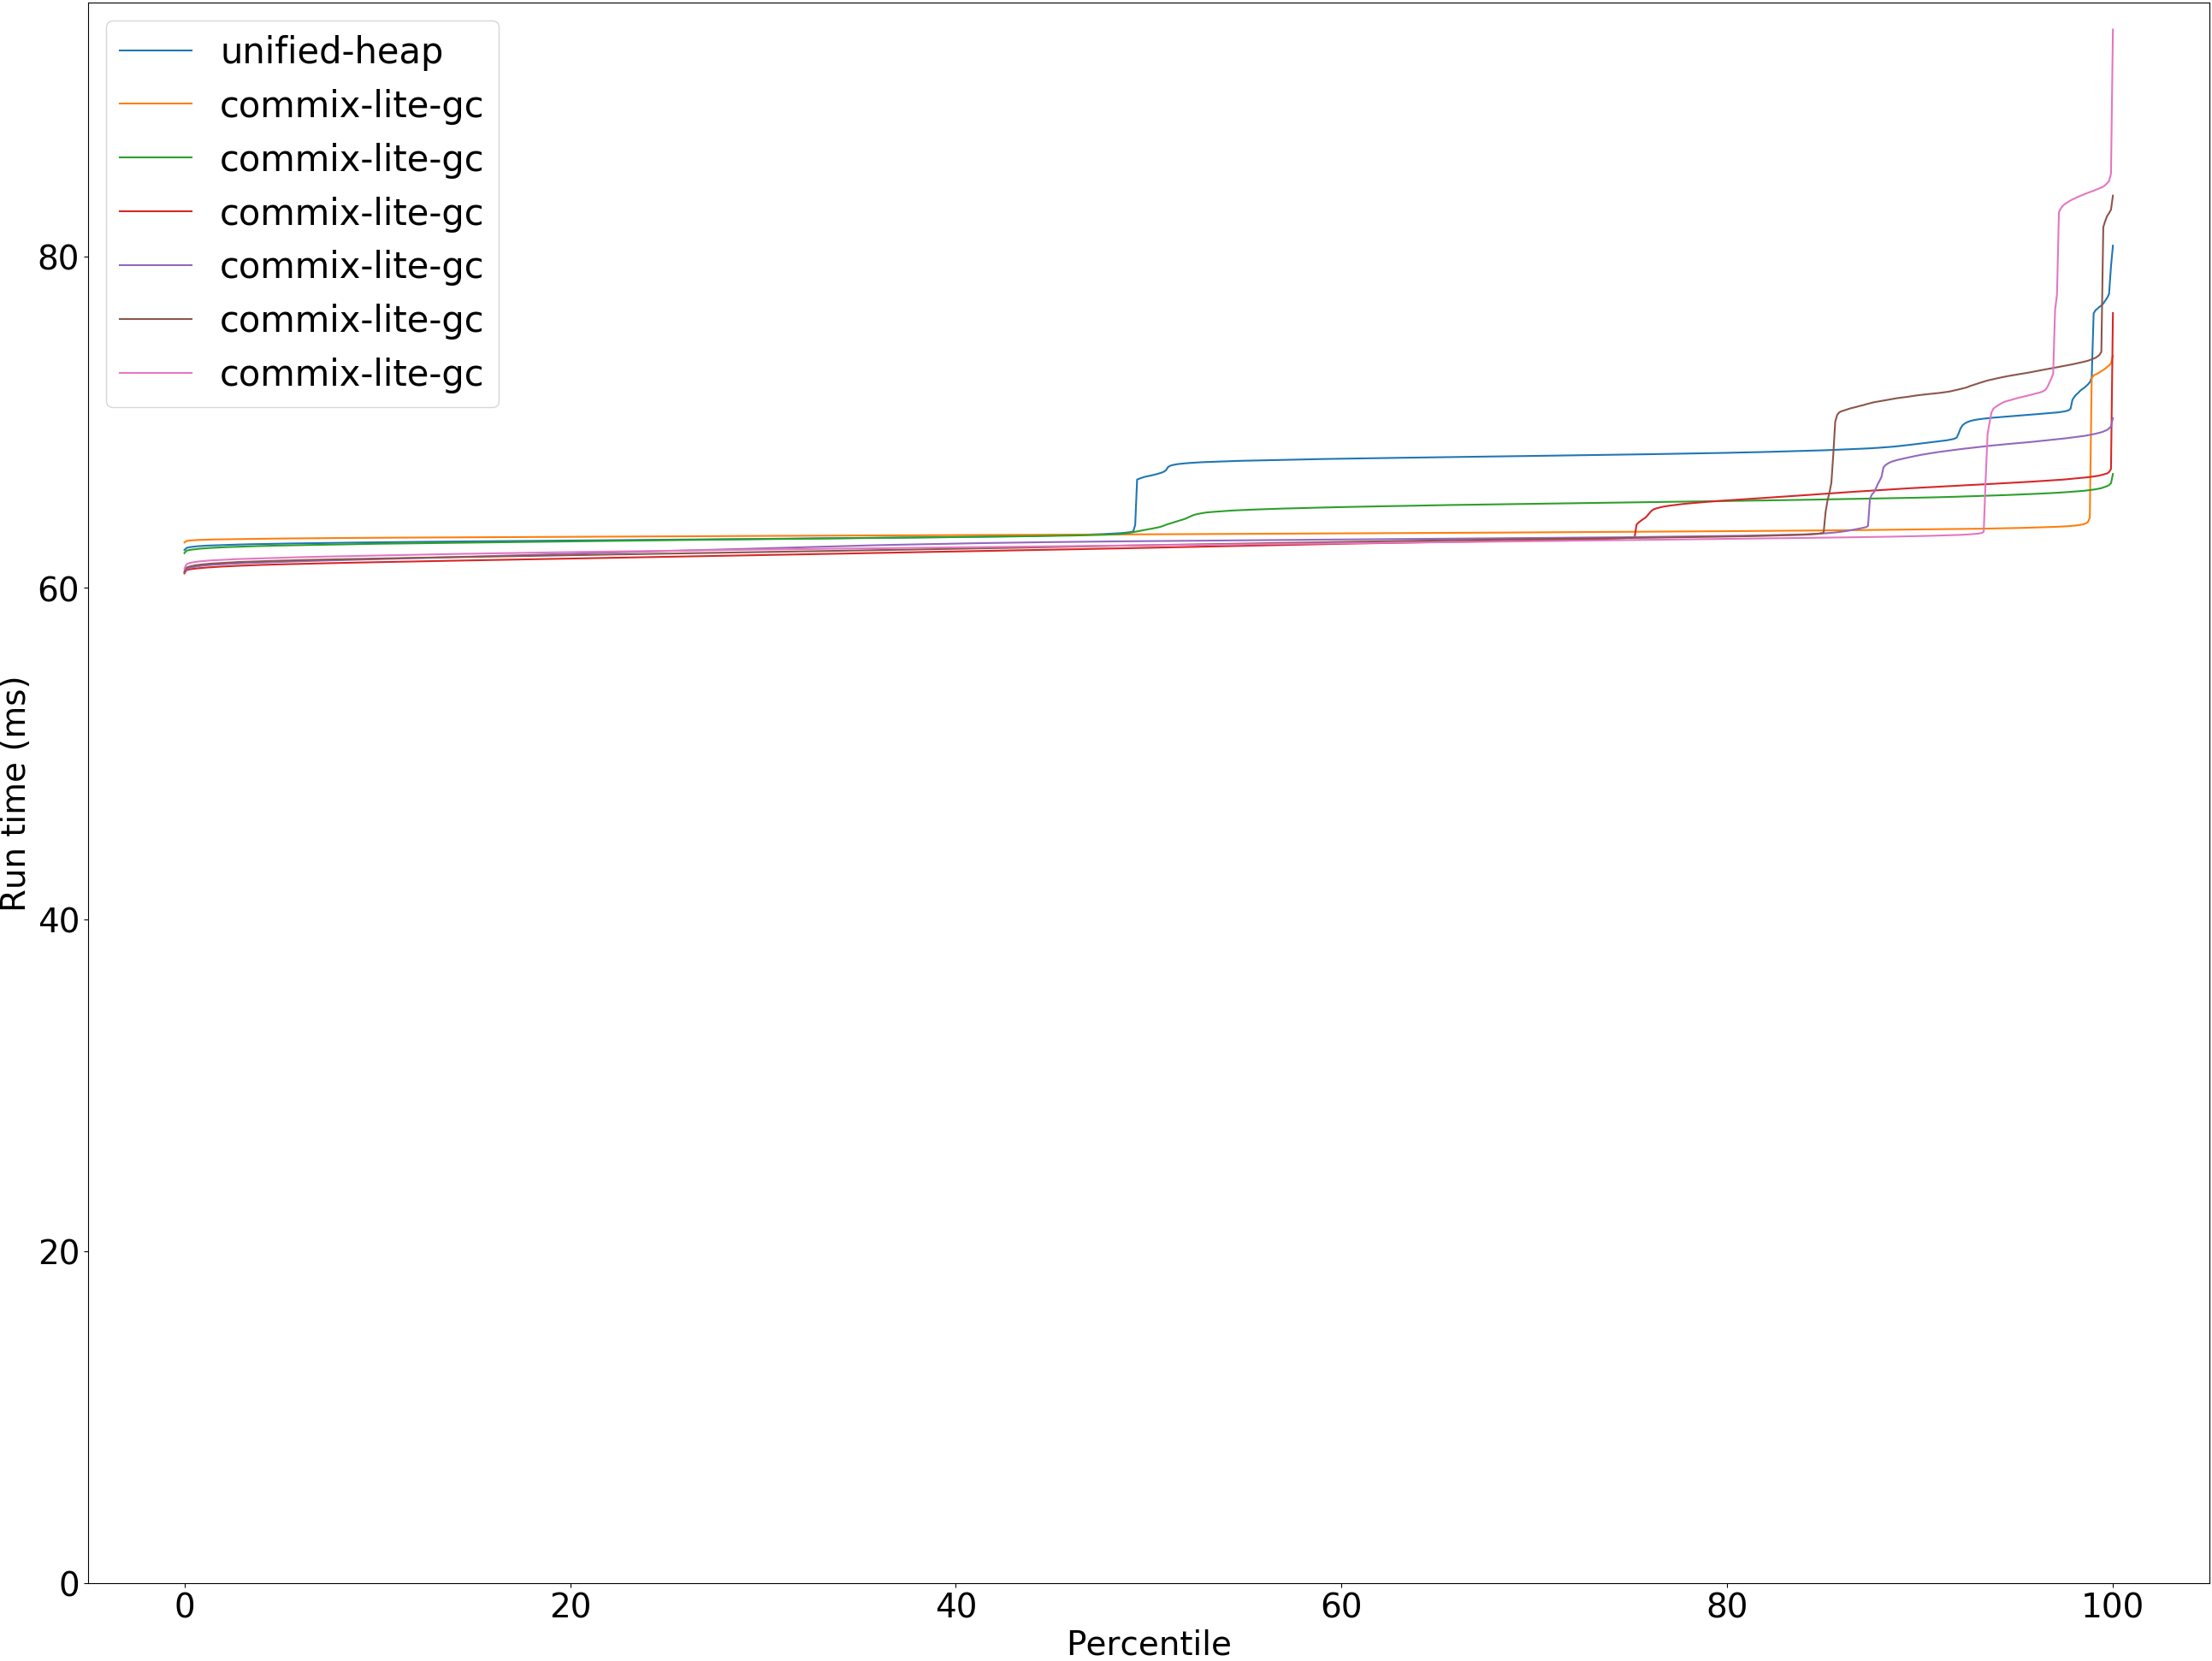 unified-heap
commix-lite-gc
commix-lite-gc
commix-lite-gc
commix-lite-gc
commix-lite-gc
commix-lite-gc
80
60
40
20
0
Run time (ms)
0 20 40 60 80 100
Percentile